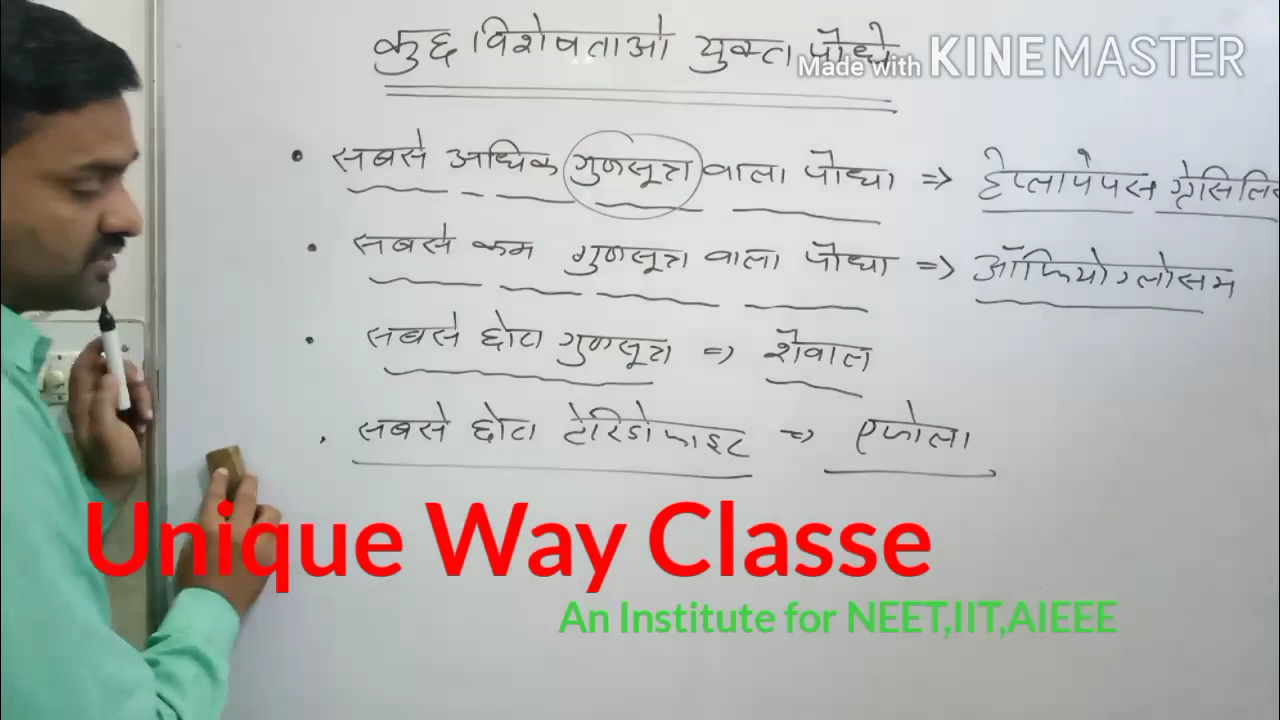 कुछ विशेषताओ युक्त पौधे
Made with KINEMASTER
• सबसे अधिक गुणसूत्र वाला पौधा => हेप्लापेपस ग्रेसिलि
• सबसे कम गुणसूत्र वाला पौधा => ऑफियोग्लोसम
• सबसे छोटा गुणसूत्र => शैवाल
• सबसे छोटा टेरिडोफाइट => एजोला
Unique Way Classe
An Institute for NEET,IIT,AIEEE